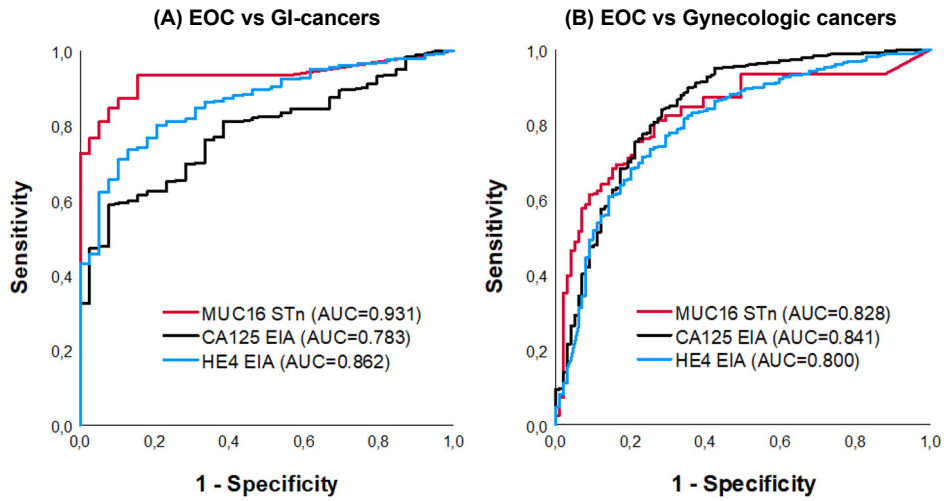 (A) EOC vs GI-cancers
1,0
0,8
0,6
0,4
0,2
0,0
Sensitivity
MUC16 STn (AUC=0.931)
CA125 EIA (AUC=0.783)
HE4 EIA (AUC=0.862)
0,0 0,2 0,4 0,6 0,8 1,0
1 - Specificity
(B) EOC vs Gynecologic cancers
1,0
0,8
0,6
0,4
0,2
0,0
Sensitivity
MUC16 STn (AUC=0.828)
CA125 EIA (AUC=0.841)
HE4 EIA (AUC=0.800)
0,0 0,2 0,4 0,6 0,8 1,0
1 - Specificity